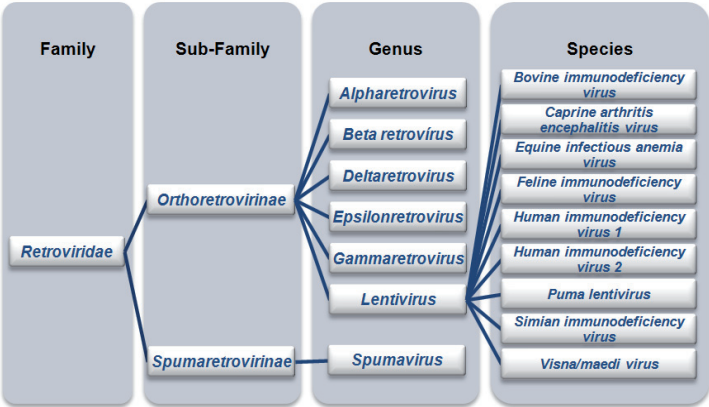 Family
Sub-Family
Genus
Species
Retroviridae
Orthoretrovirinae
Spumaretrovirinae
Alpharetrovirus
Beta retrovírus
Deltaretrovirus
Epsilonretrovirus
Gammaretrovirus
Lentivirus
Spumavirus
Bovine immunodeficiency
virus
Caprine arthritis
encephalitis virus
Equine infectious anemia
virus
Feline immunodeficiency
virus
Human immunodeficiency
virus 1
Human immunodeficiency
virus 2
Puma lentivirus
Simian immunodeficiency
virus
Visna/maedi virus